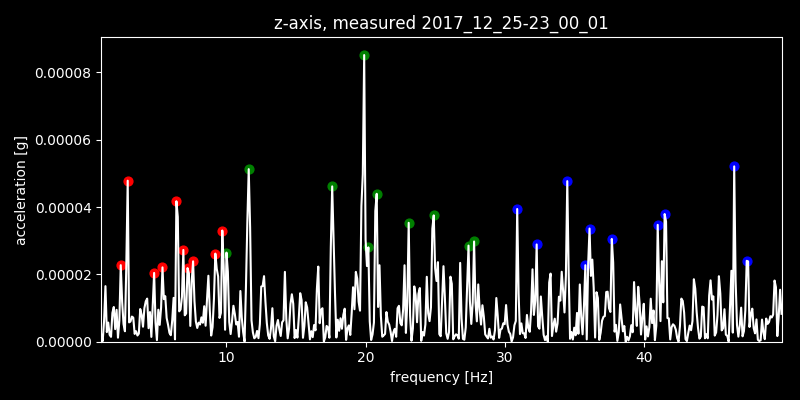 z-axis, measured 2017_12_25-23_00_01
0.00008
0.00006
0.00004
0.00002
0.00000
acceleration [g]
10 20 30 40
frequency [Hz]